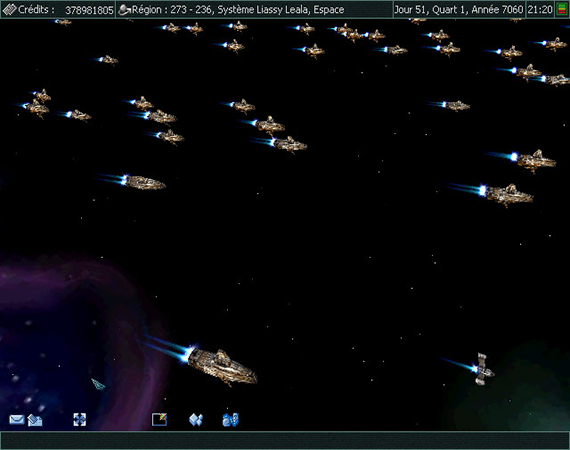 Crédits : 378981805 Région : 273 - 236, Système Liassy Leala, Espace Jour 51, Quart 1, Année 7060 21:20